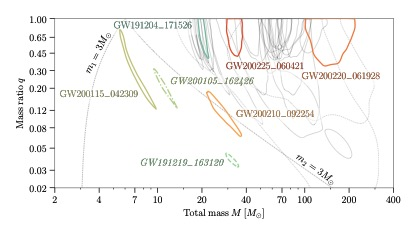 1.00
0.65
0.45
0.30
0.20
0.12
0.08
0.05
0.03
0.02
Mass ratio q
GW191204_171526
m₁ = 3M☉
GW200225_060421
GW200220_061928
GW200105_162426
GW200115_042309
GW200210_092254
GW191219_163120
m₂ = 3M☉
2 4 7 10 20 40 70 100 200 400
Total mass M [M☉]